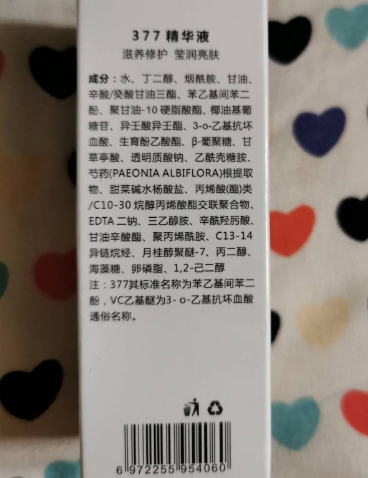 377精华液
滋养修护 莹润亮肤
成分：水、丁二醇、烟酰胺、甘油、
辛酸/癸酸甘油三酯、苯乙基间苯二
酚、聚甘油-10 硬脂酸酯、椰油基葡
糖苷、异壬酸异壬酯、3-o-乙基抗坏
血酸、生育酚乙酸酯、β-葡聚糖、甘
草亭酸、透明质酸钠、乙酰壳糖胺、
芍药(PAEONIA ALBIFLORA)根提取
物、甜菜碱水杨酸盐、丙烯酸(酯)类
/C10-30 烷醇丙烯酸酯交联聚合物、
EDTA 二钠、三乙醇胺、辛酰羟肟酸、
甘油辛酸酯、聚丙烯酰胺、C13-14
异链烷烃、月桂醇聚醚-7、丙二醇、
海藻糖、卵磷脂、1,2-己二醇
注：377其标准名称为苯乙基间苯二
酚，VC乙基醚为3- o-乙基抗坏血酸
通俗名称。
6 972255 954060